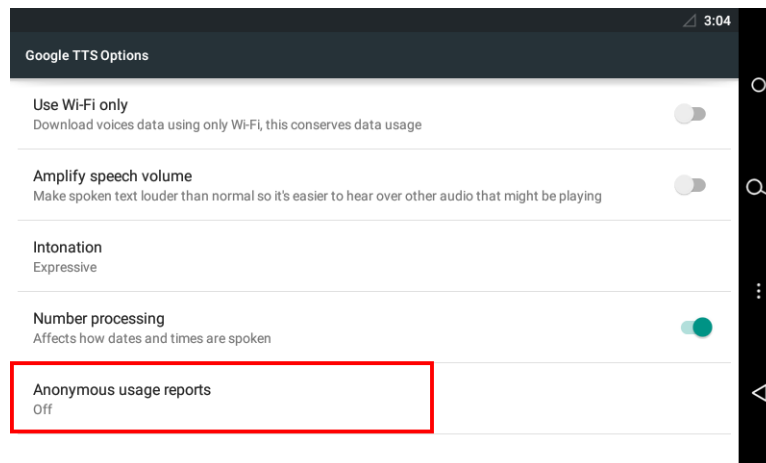 3:04
Google TTS Options
Use Wi-Fi only
Download voices data using only Wi-Fi, this conserves data usage
Amplify speech volume
Make spoken text louder than normal so it's easier to hear over other audio that might be playing
Intonation
Expressive
Number processing
Affects how dates and times are spoken
Anonymous usage reports
Off